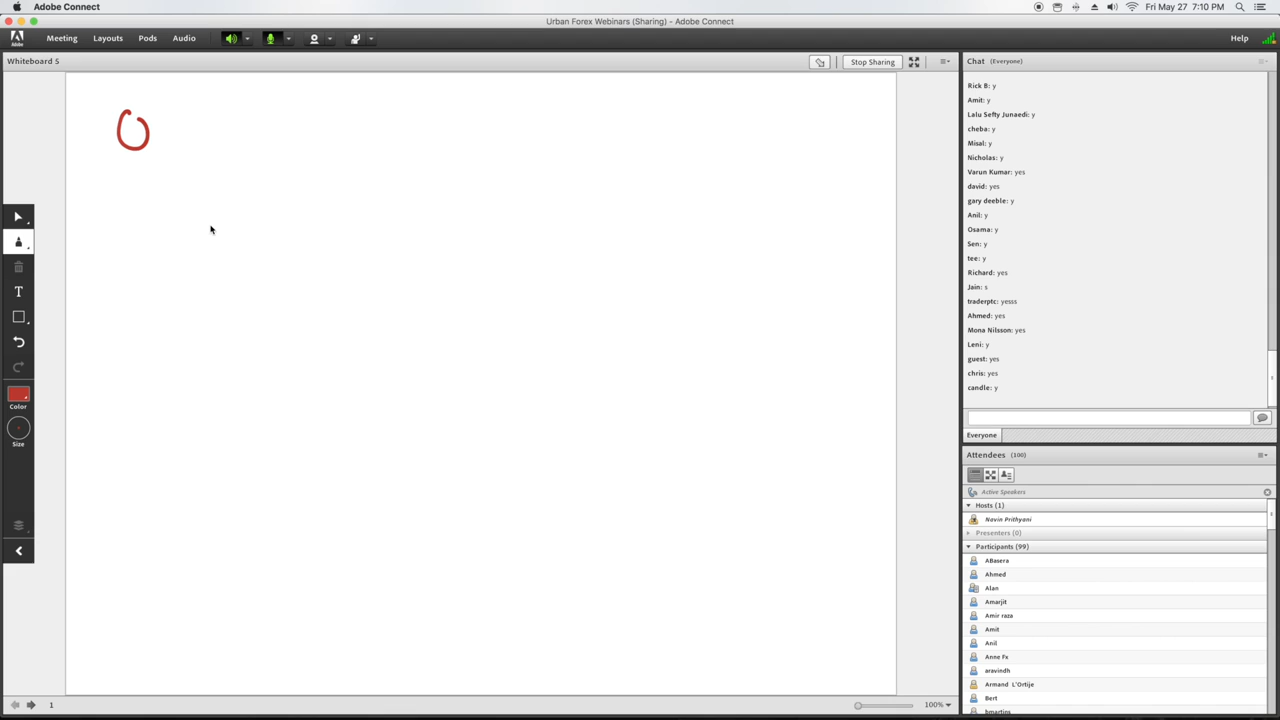 Adobe Connect
Fri May 27 7:10 PM
Urban Forex Webinars (Sharing) - Adobe Connect
Adobe
Meeting
Layouts
Pods
Audio
Help
Whiteboard 5
Stop Sharing
T
Color
Size
1
100%
Chat (Everyone)
Rick B: y
Amit: y
Lalu Sefty Junaedi: y
cheba: y
Misal: y
Nicholas: y
Varun Kumar: yes
david: yes
gary deeble: y
Anil: y
Osama: y
Sen: y
tee: y
Richard: yes
Jain: s
traderptc: yesss
Ahmed: yes
Mona Nilsson: yes
Leni: y
guest: yes
chris: yes
candle: y
Everyone
Attendees (100)
Active Speakers
Hosts (1)
Navin Prithyani
Presenters (0)
Participants (99)
ABasera
Ahmed
Alan
Amarjit
Amir raza
Amit
Anil
Anne Fx
aravindh
Armand L'Ortije
Bert
bmartins